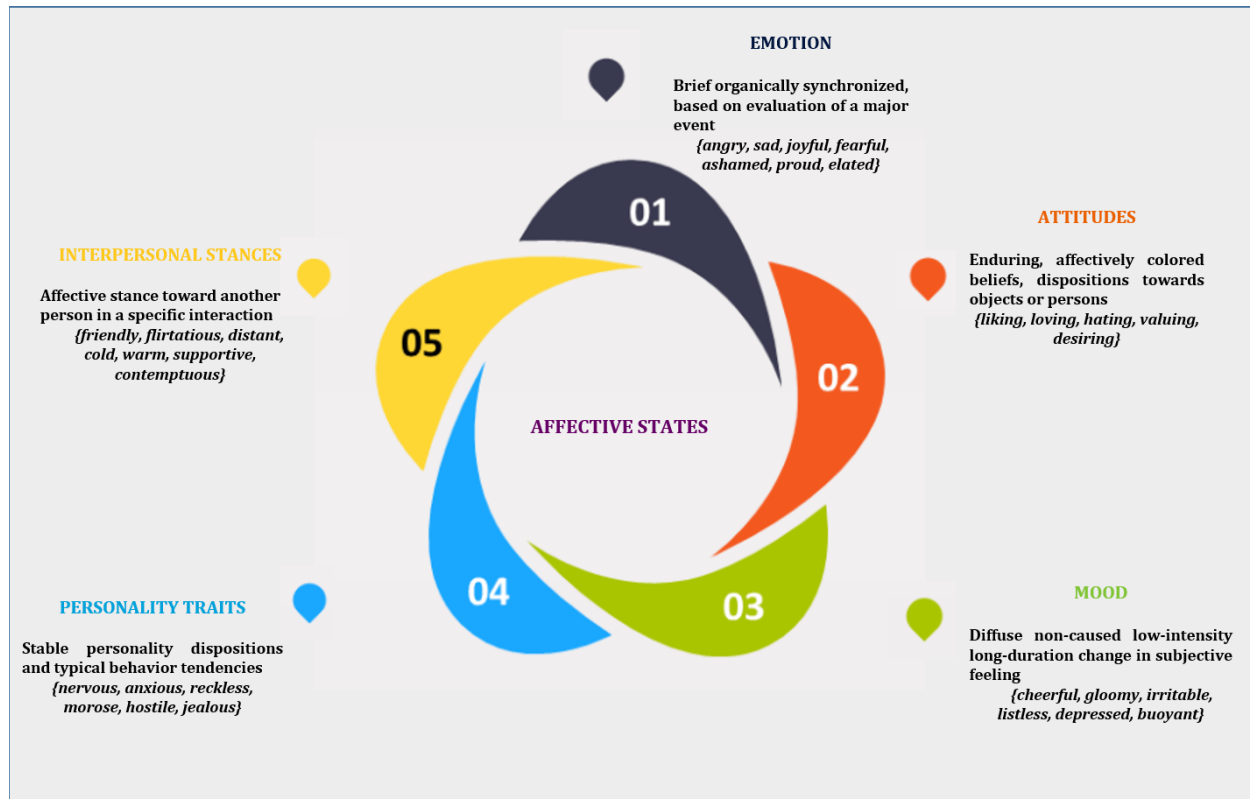 EMOTION
Brief organically synchronized,
based on evaluation of a major
event
{angry, sad, joyful, fearful,
ashamed, proud, elated}
01
ATTITUDES
Enduring, affectively colored
beliefs, dispositions towards
objects or persons
{liking, loving, hating, valuing,
desiring}
02
MOOD
Diffuse non-caused low-intensity
long-duration change in subjective
feeling
{cheerful, gloomy, irritable,
listless, depressed, buoyant}
03
PERSONALITY TRAITS
Stable personality dispositions
and typical behavior tendencies
{nervous, anxious, reckless,
morose, hostile, jealous}
04
INTERPERSONAL STANCES
Affective stance toward another
person in a specific interaction
{friendly, flirtatious, distant,
cold, warm, supportive,
contemptuous}
05
AFFECTIVE STATES